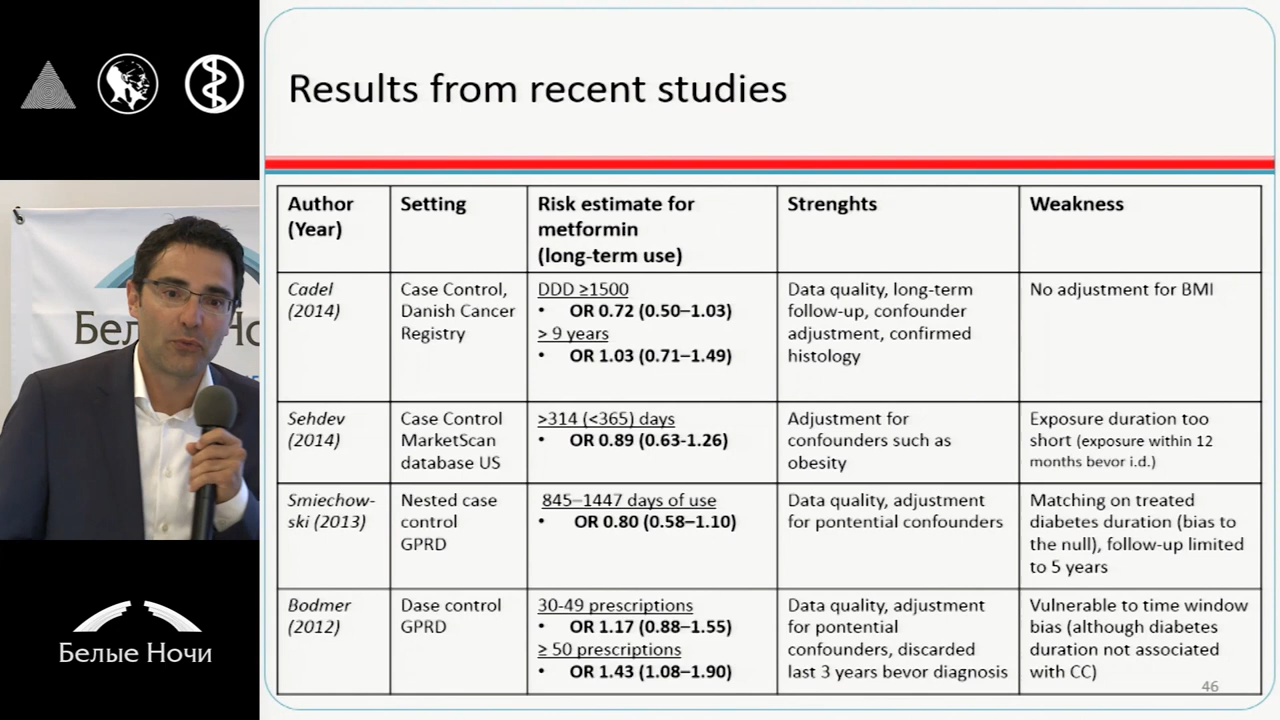 Results from recent studies
Author
(Year)
Setting
Risk estimate for
metformin
(long-term use)
Strenghts
Weakness
Cadel
(2014)
Case Control,
Danish Cancer
Registry
DDD ≥1500
• OR 0.72 (0.50–1.03)
> 9 years
• OR 1.03 (0.71–1.49)
Data quality, long-term
follow-up, confounder
adjustment, confirmed
histology
No adjustment for BMI
Sehdev
(2014)
Case Control
MarketScan
database US
>314 (<365) days
• OR 0.89 (0.63-1.26)
Adjustment for
confounders such as
obesity
Exposure duration too
short (exposure within 12
months bevor i.d.)
Smiechow-
ski (2013)
Nested case
control
GPRD
845–1447 days of use
• OR 0.80 (0.58–1.10)
Data quality, adjustment
for pontential confounders
Matching on treated
diabetes duration (bias to
the null), follow-up limited
to 5 years
Bodmer
(2012)
Dase control
GPRD
30-49 prescriptions
• OR 1.17 (0.88–1.55)
≥ 50 prescriptions
• OR 1.43 (1.08–1.90)
Data quality, adjustment
for pontential
confounders, discarded
last 3 years bevor diagnosis
Vulnerable to time window
bias (although diabetes
duration not associated
with CC)
46
Белые Ночи